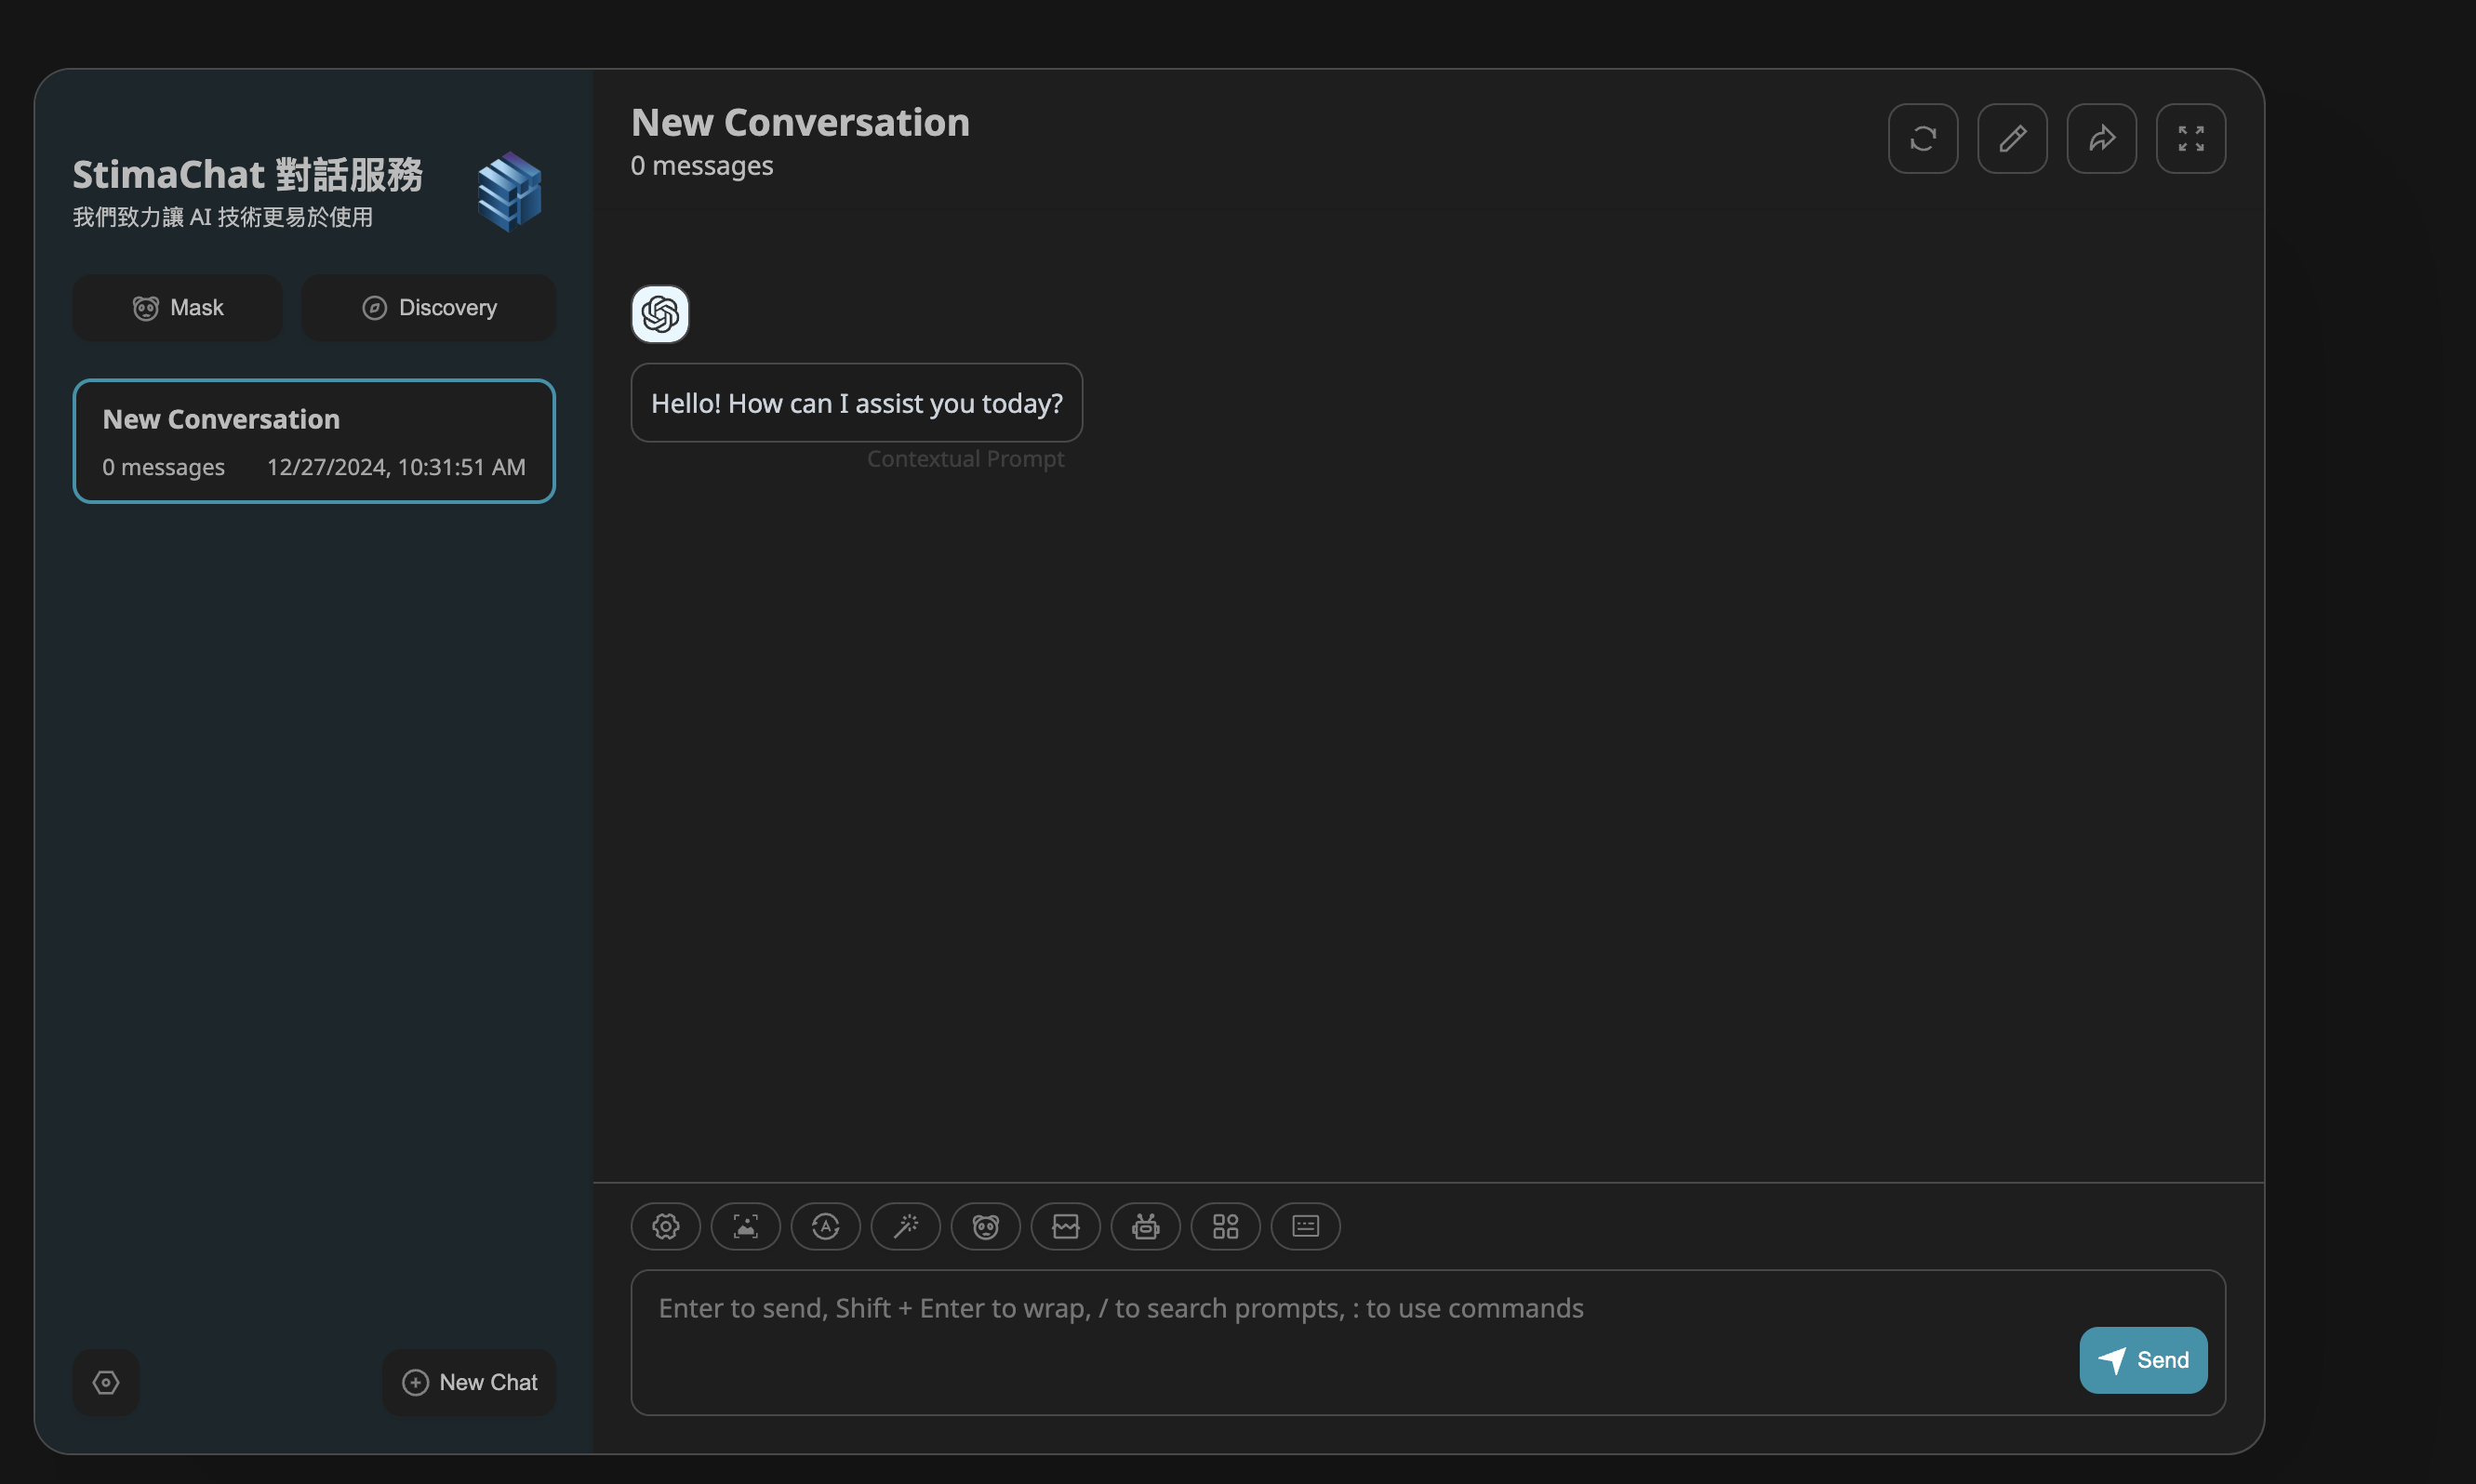 StimaChat 對話服務
我們致力讓 AI 技術更易於使用
Mask
Discovery
New Conversation
0 messages 12/27/2024, 10:31:51 AM
New Chat
New Conversation
0 messages
Hello! How can I assist you today?
Contextual Prompt
Enter to send, Shift + Enter to wrap, / to search prompts, : to use commands
Send